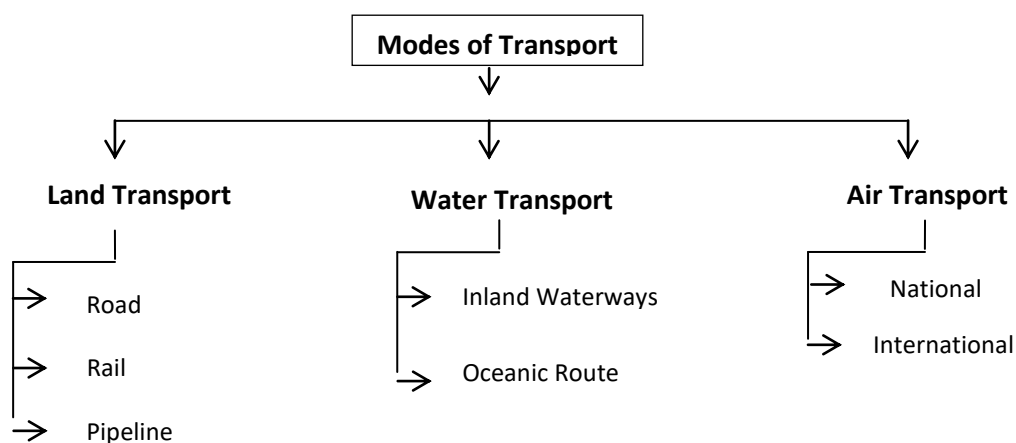 Modes of Transport
Land Transport
Water Transport
Air Transport
Road
Rail
Pipeline
Inland Waterways
Oceanic Route
National
International